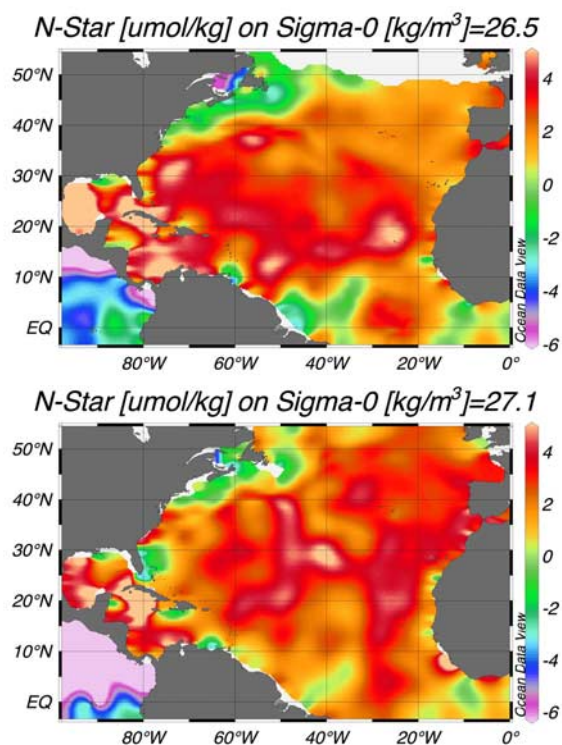 N-Star [umol/kg] on Sigma-0 [kg/m³]=26.5
50°N
40°N
30°N
20°N
10°N
EQ
80°W 60°W 40°W 20°W 0°
4
2
0
-2
-4
-6
Ocean Data View
N-Star [umol/kg] on Sigma-0 [kg/m³]=27.1
50°N
40°N
30°N
20°N
10°N
EQ
80°W 60°W 40°W 20°W 0°
4
2
0
-2
-4
-6
Ocean Data View